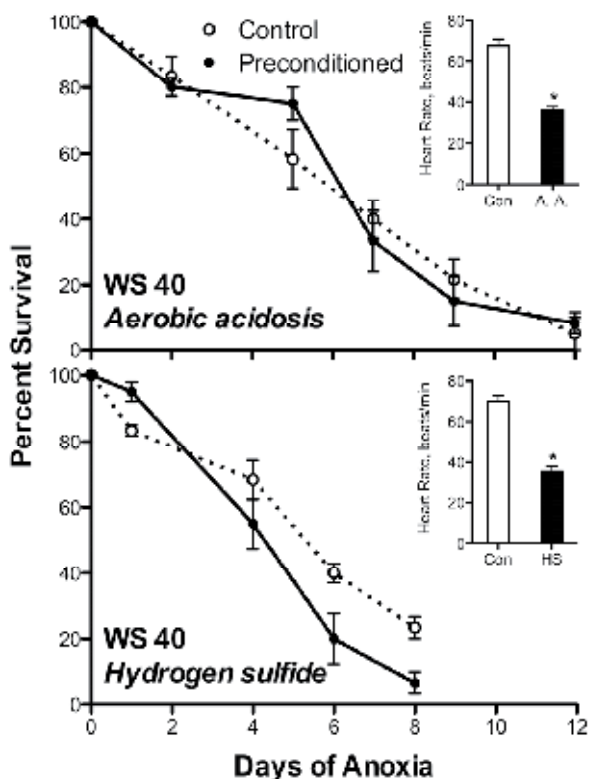 Percent Survival
100
80
60
40
20
0
Control
Preconditioned
WS 40
Aerobic acidosis
Heart Rate, beats/min
80
60
40
20
0
*
Con A. A.
100
80
60
40
20
0
WS 40
Hydrogen sulfide
Heart Rate, beats/min
80
60
40
20
0
*
Con HS
0 2 4 6 8 10 12
Days of Anoxia